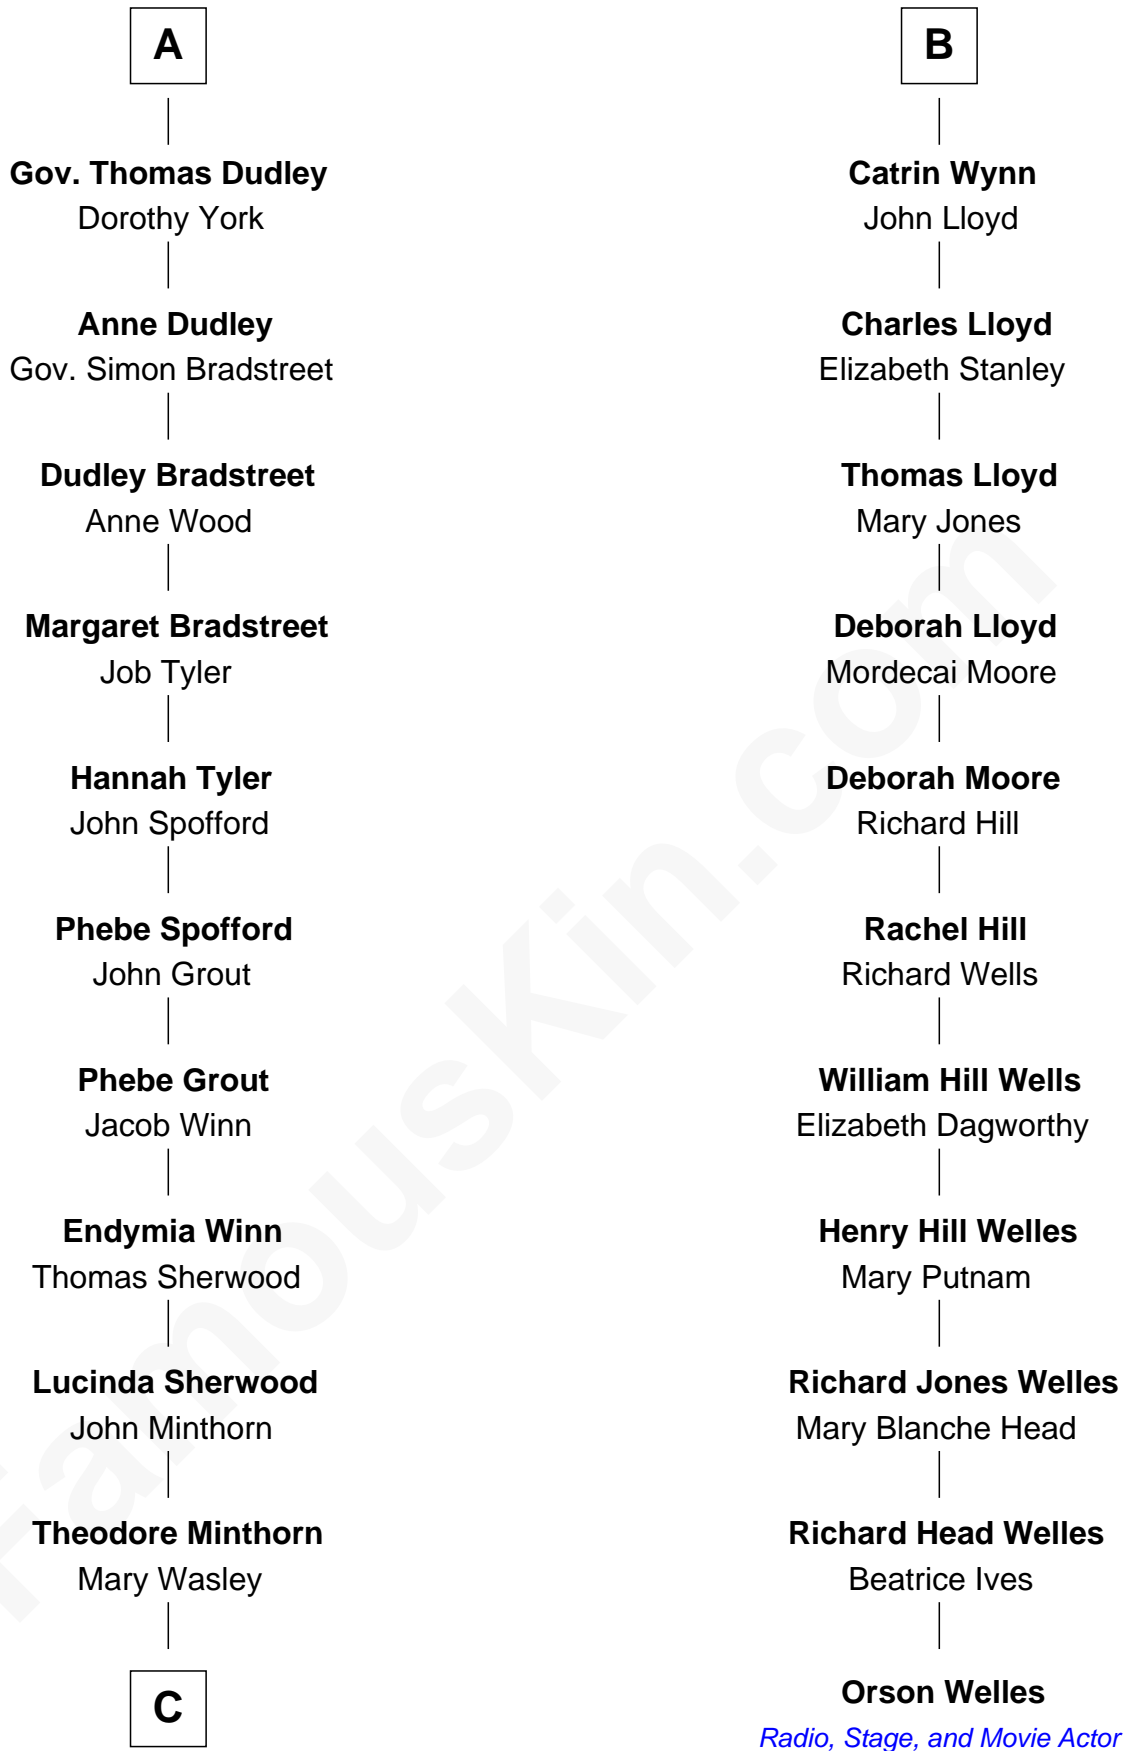 A
Gov. Thomas Dudley
Dorothy York
Anne Dudley
Gov. Simon Bradstreet
Dudley Bradstreet
Anne Wood
Margaret Bradstreet
Job Tyler
Hannah Tyler
John Spofford
Phebe Spofford
John Grout
Phebe Grout
Jacob Winn
Endymia Winn
Thomas Sherwood
Lucinda Sherwood
John Minthorn
Theodore Minthorn
Mary Wasley
C
B
Catrin Wynn
John Lloyd
Charles Lloyd
Elizabeth Stanley
Thomas Lloyd
Mary Jones
Deborah Lloyd
Mordecai Moore
Deborah Moore
Richard Hill
Rachel Hill
Richard Wells
William Hill Wells
Elizabeth Dagworthy
Henry Hill Welles
Mary Putnam
Richard Jones Welles
Mary Blanche Head
Richard Head Welles
Beatrice Ives
Orson Welles
Radio, Stage, and Movie Actor
FamousKin.com